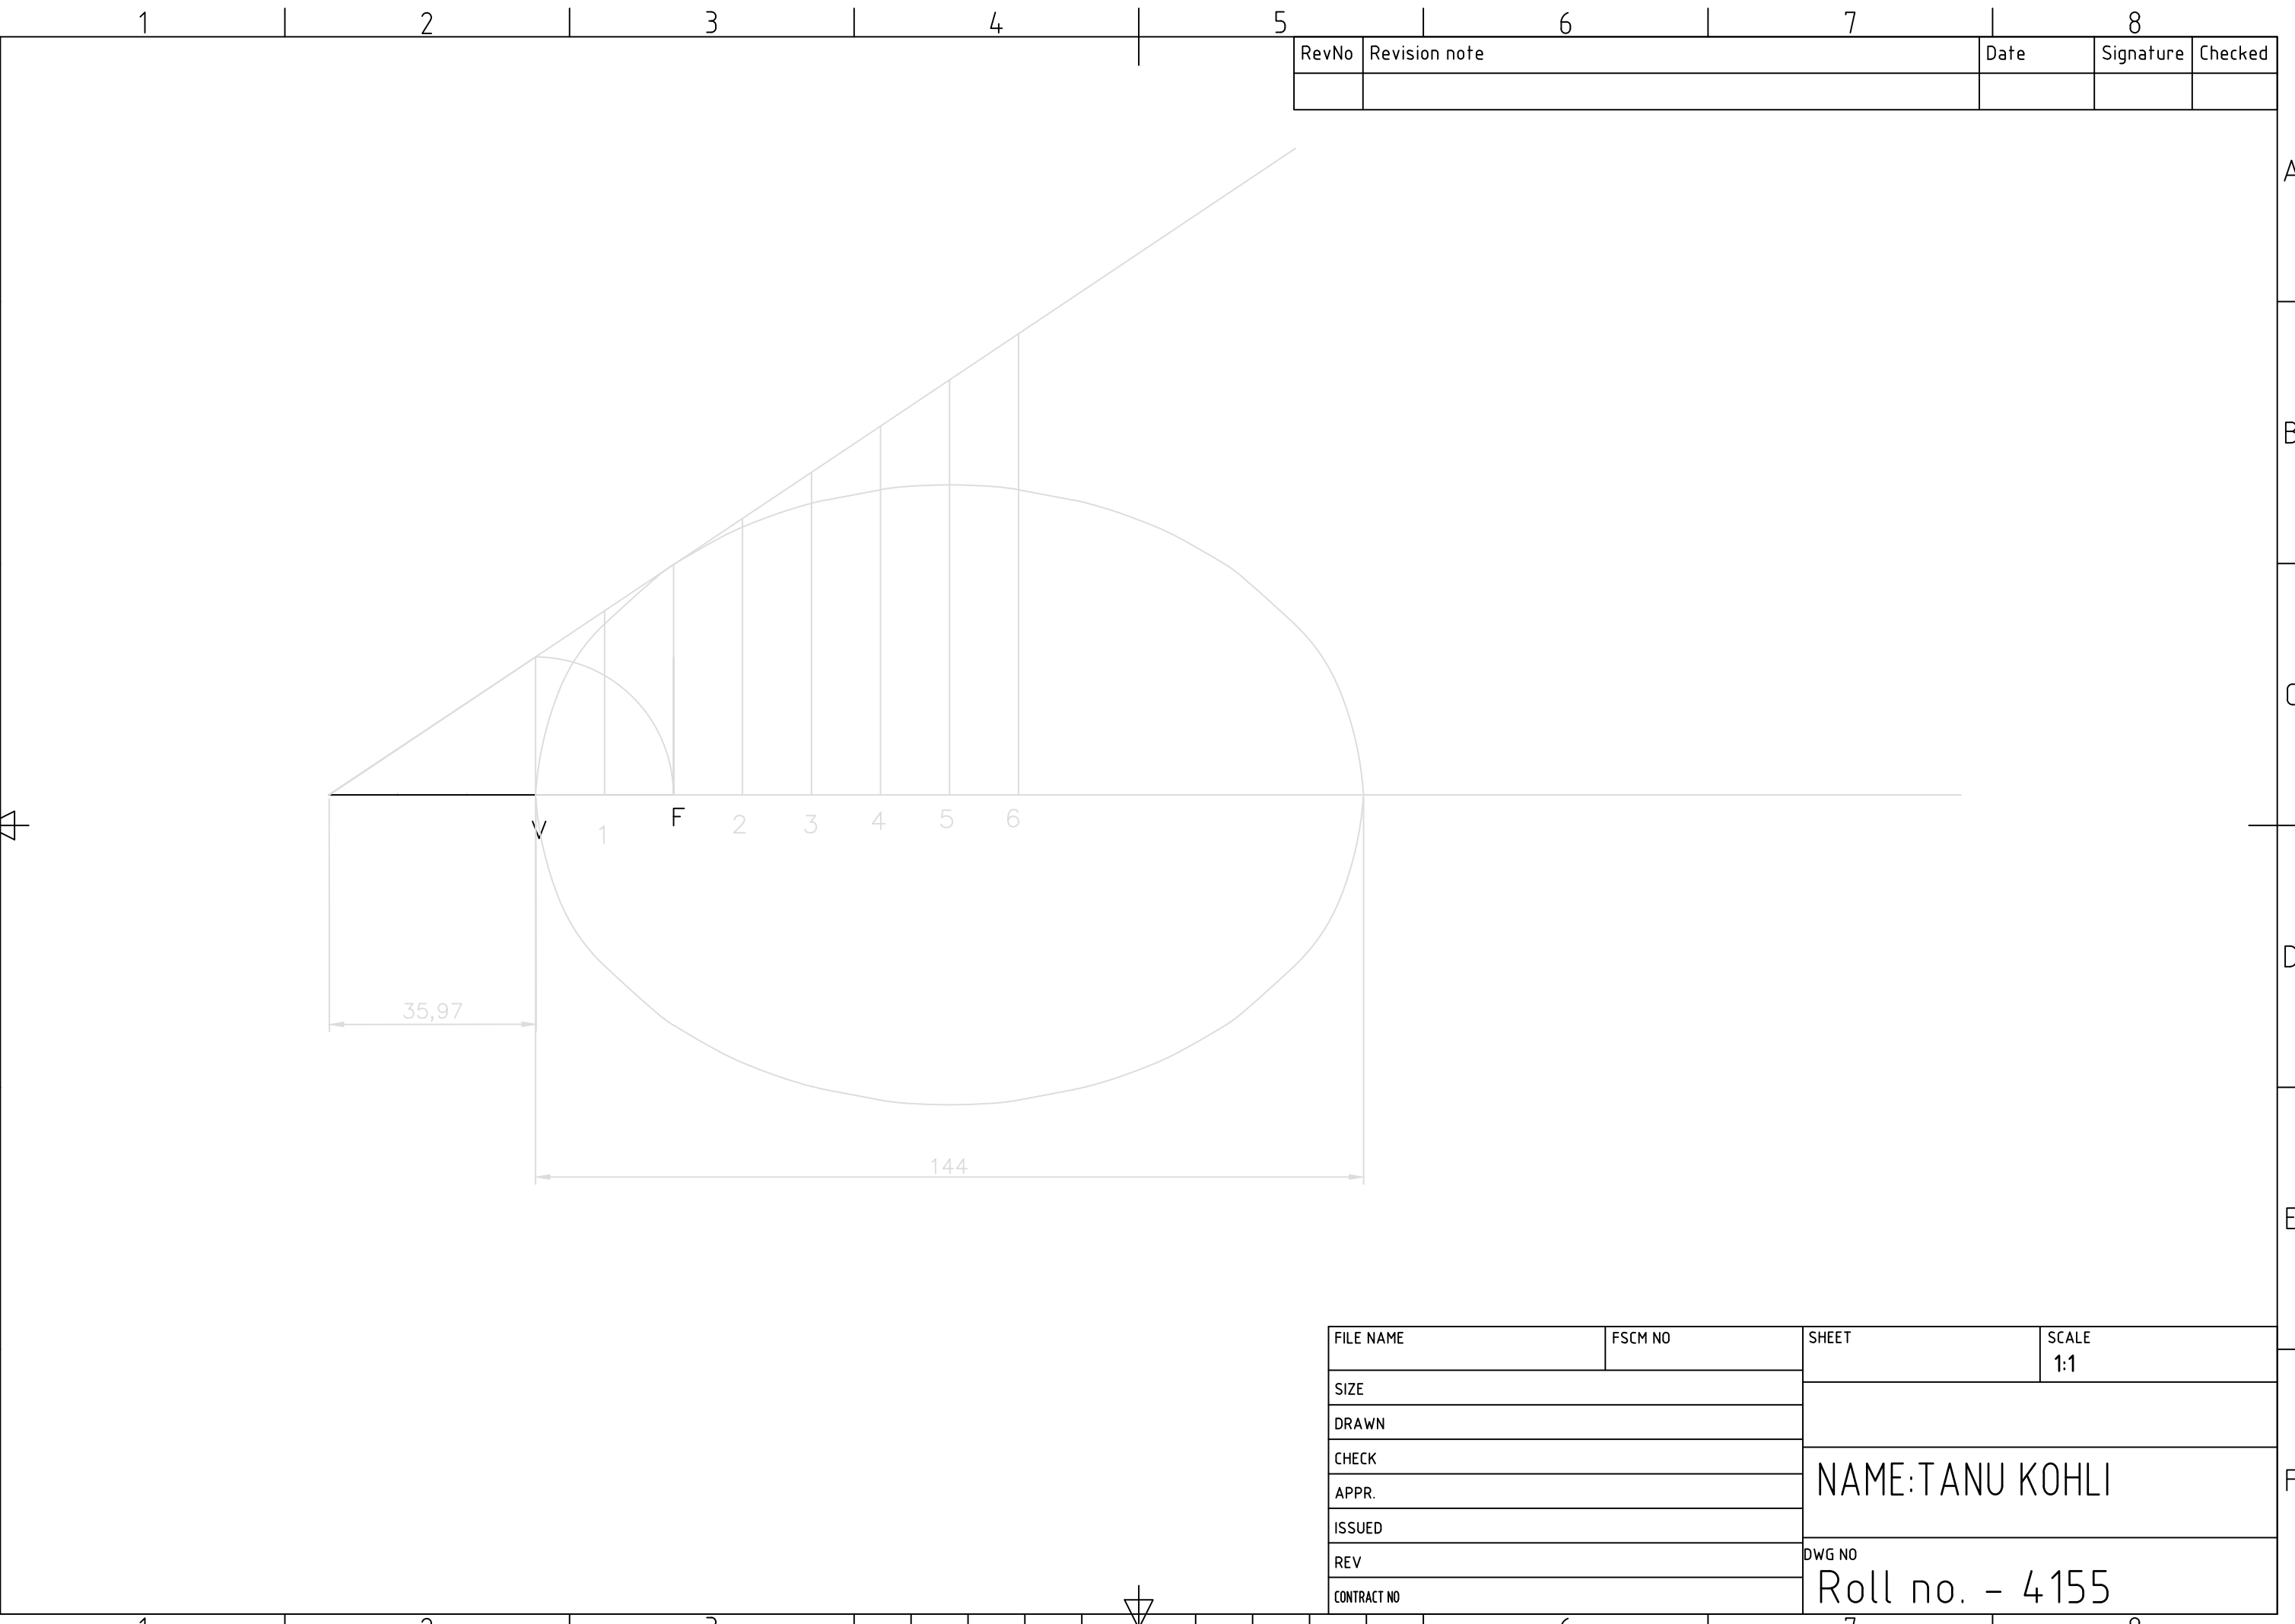 1 2 3 4 5 6 7 8
RevNo Revision note Date Signature Checked
A
B
C
F
V 1 2 3 4 5 6
D
35,97
144
E
FILE NAME FSCM NO SHEET SCALE
1:1
SIZE
DRAWN
CHECK
NAME:TANU KOHLI
F
APPR.
ISSUED
DWG NO
REV
Roll no. - 4155
CONTRACT NO